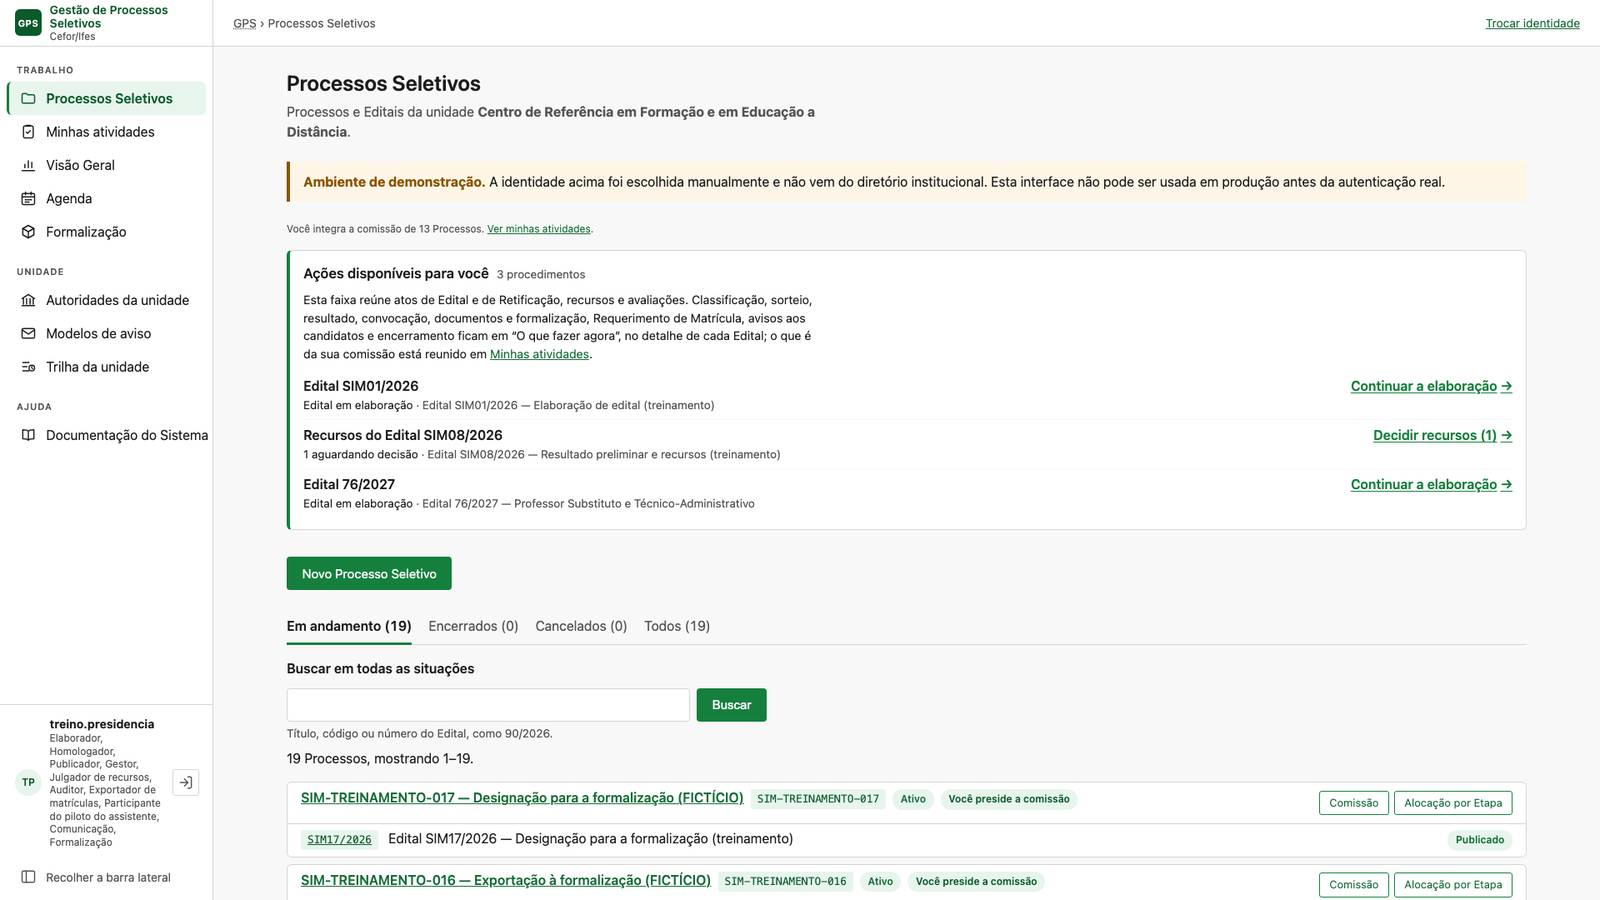 GPS
Gestão de Processos
Seletivos
Cefor/Ifes
GPS › Processos Seletivos
Trocar identidade
TRABALHO
Processos Seletivos
Minhas atividades
Visão Geral
Agenda
Formalização
UNIDADE
Autoridades da unidade
Modelos de aviso
Trilha da unidade
AJUDA
Documentação do Sistema
TP
treino.presidencia
Elaborador,
Homologador,
Publicador, Gestor,
Julgador de recursos,
Auditor, Exportador de
matrículas, Participante
do piloto do assistente,
Comunicação,
Formalização
Recolher a barra lateral
Processos Seletivos
Processos e Editais da unidade Centro de Referência em Formação e em Educação a
Distância.
Ambiente de demonstração. A identidade acima foi escolhida manualmente e não vem do diretório institucional. Esta interface não pode ser usada em produção antes da autenticação real.
Você integra a comissão de 13 Processos. Ver minhas atividades.
Ações disponíveis para você 3 procedimentos
Esta faixa reúne atos de Edital e de Retificação, recursos e avaliações. Classificação, sorteio,
resultado, convocação, documentos e formalização, Requerimento de Matrícula, avisos aos
candidatos e encerramento ficam em “O que fazer agora”, no detalhe de cada Edital; o que é
da sua comissão está reunido em Minhas atividades.
Edital SIM01/2026
Continuar a elaboração →
Edital em elaboração · Edital SIM01/2026 — Elaboração de edital (treinamento)
Recursos do Edital SIM08/2026
Decidir recursos (1) →
1 aguardando decisão · Edital SIM08/2026 — Resultado preliminar e recursos (treinamento)
Edital 76/2027
Continuar a elaboração →
Edital em elaboração · Edital 76/2027 — Professor Substituto e Técnico-Administrativo
Novo Processo Seletivo
Em andamento (19) Encerrados (0) Cancelados (0) Todos (19)
Buscar em todas as situações
Buscar
Título, código ou número do Edital, como 90/2026.
19 Processos, mostrando 1–19.
SIM-TREINAMENTO-017 — Designação para a formalização (FICTÍCIO) SIM-TREINAMENTO-017 Ativo Você preside a comissão Comissão Alocação por Etapa
SIM17/2026 Edital SIM17/2026 — Designação para a formalização (treinamento) Publicado
SIM-TREINAMENTO-016 — Exportação à formalização (FICTÍCIO) SIM-TREINAMENTO-016 Ativo Você preside a comissão Comissão Alocação por Etapa